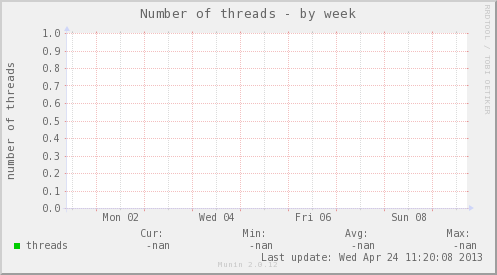 Number of threads - by week
RRDTOOL / TOBI OETIKER
number of threads
1.0
0.9
0.8
0.7
0.6
0.5
0.4
0.3
0.2
0.1
0.0
Mon 02 Wed 04 Fri 06 Sun 08
Cur: Min: Avg: Max:
threads -nan -nan -nan -nan
Last update: Wed Apr 24 11:20:08 2013
Munin 2.0.12